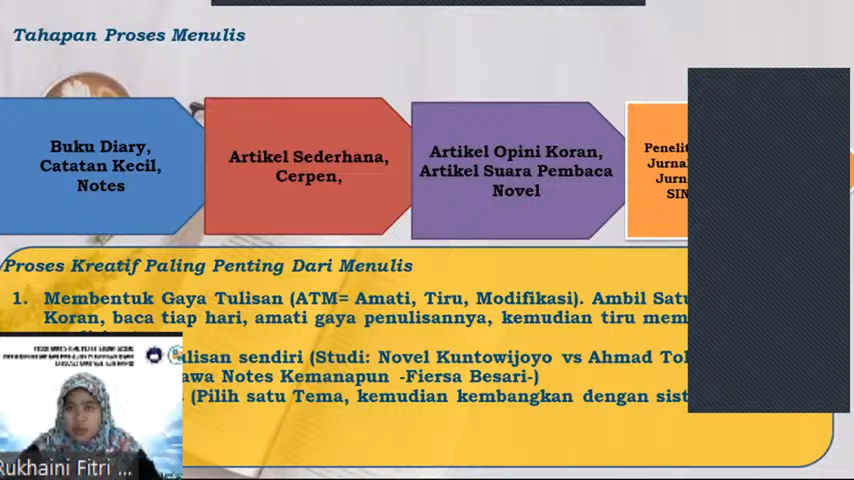 Tahapan Proses Menulis
Buku Diary,
Catatan Kecil,
Notes
Artikel Sederhana,
Cerpen,
Artikel Opini Koran,
Artikel Suara Pembaca
Novel
Penelit
Jurna
Jurn
SIN
Proses Kreatif Paling Penting Dari Menulis
1. Membentuk Gaya Tulisan (ATM= Amati, Tiru, Modifikasi). Ambil Satu
Koran, baca tiap hari, amati gaya penulisannya, kemudian tiru mem
ulisan sendiri (Studi: Novel Kuntowijoyo vs Ahmad Toh
awa Notes Kemanapun -Fiersa Besari-)
(Pilih satu Tema, kemudian kembangkan dengan sist
Rukhaini Fitri ...